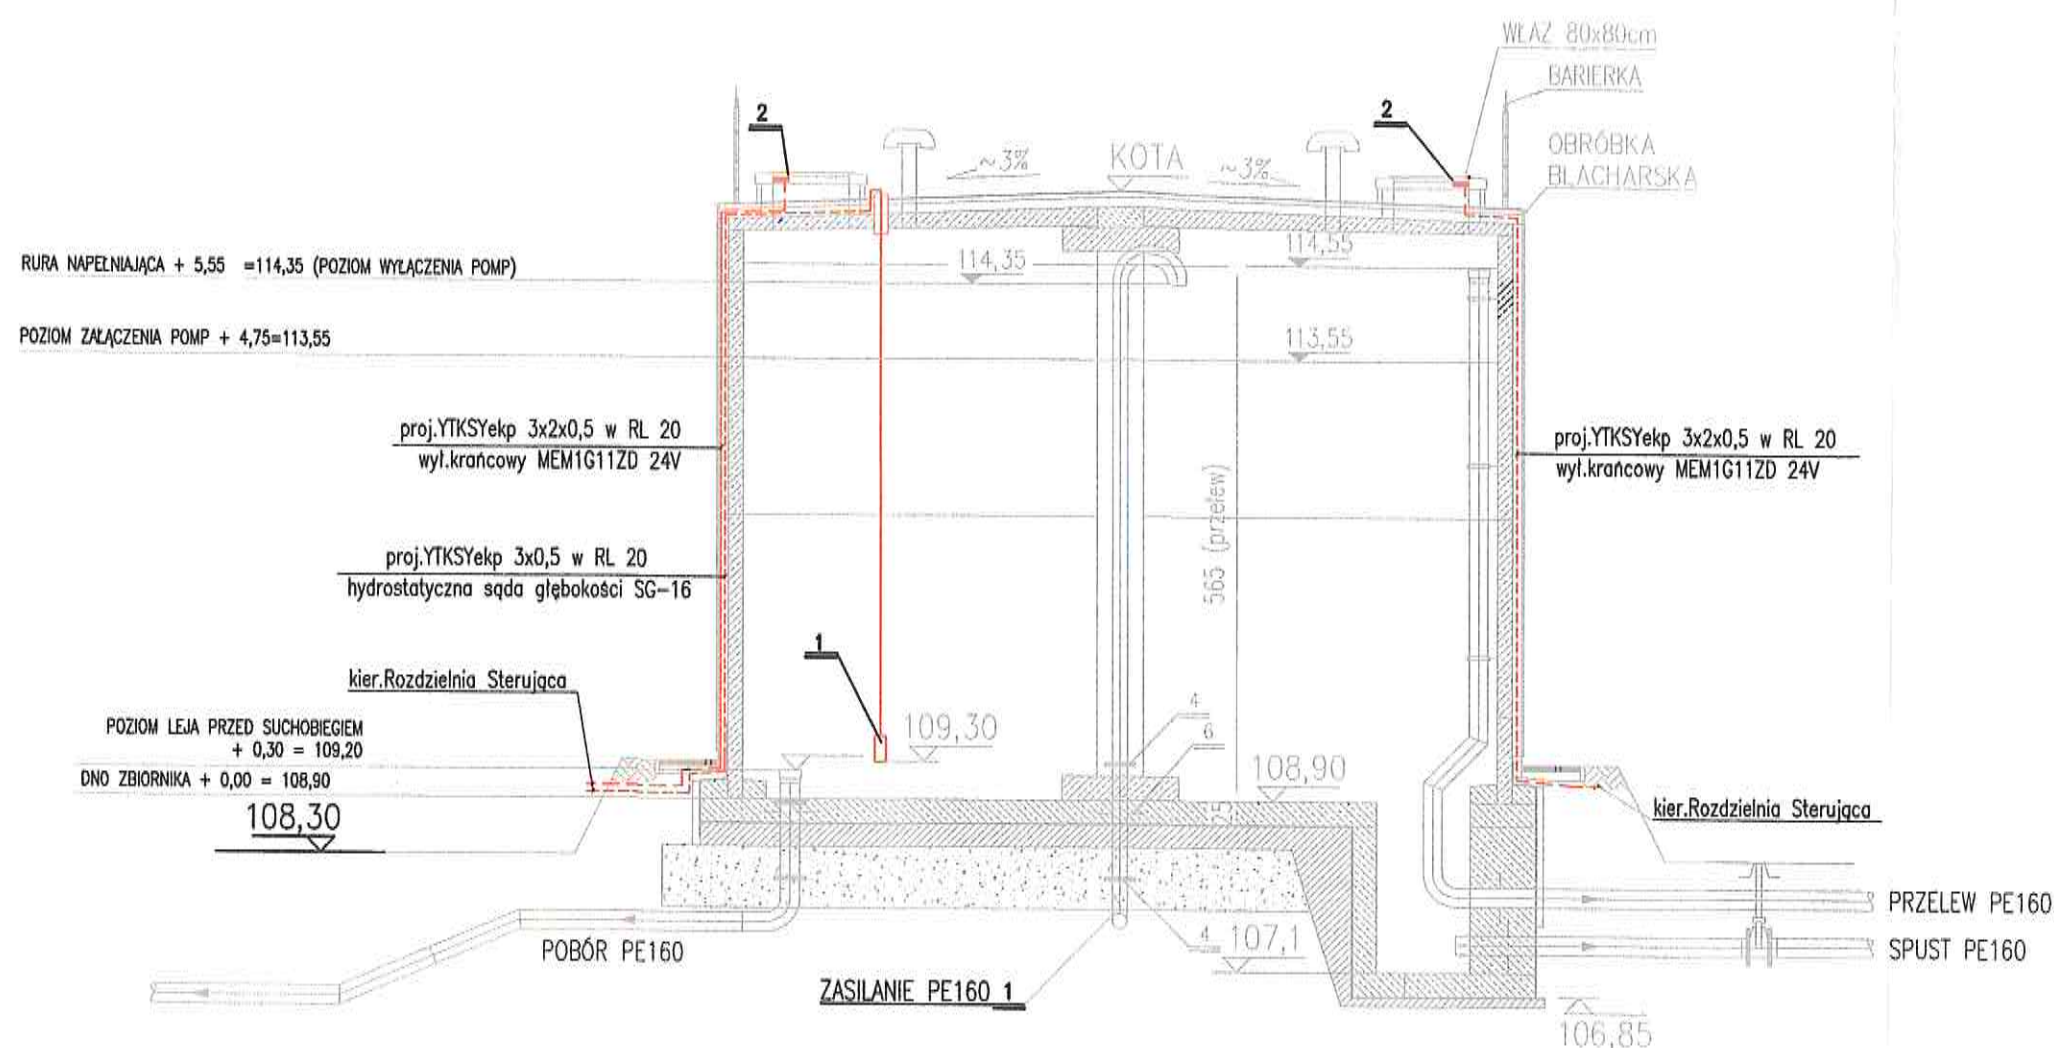 WŁAZ 80x80cm
BARIERKA
2
2
OBRÓBKA
BLACHARSKA
~3%
KOTA
~3%
114,55
114,35
RURA NAPEŁNIAJĄCA + 5,55 =114,35 (POZIOM WYŁĄCZENIA POMP)
POZIOM ZAŁĄCZENIA POMP + 4,75=113,55
113,55
proj.YTKSYekp 3x2x0,5 w RL 20
wył.krańcowy MEM1G11ZD 24V
proj.YTKSYekp 3x2x0,5 w RL 20
wył.krańcowy MEM1G11ZD 24V
565 (przelew)
proj.YTKSYekp 3x0,5 w RL 20
hydrostatyczna sąda głębokości SG-16
1
kier.Rozdzielnia Sterująca
4
6
109,30
POZIOM LEJA PRZED SUCHOBIEGIEM
+ 0,30 = 109,20
DNO ZBIORNIKA + 0,00 = 108,90
108,90
25
108,30
kier.Rozdzielnia Sterująca
PRZELEW PE160
4
107,1
POBÓR PE160
SPUST PE160
ZASILANIE PE160 1
106,85